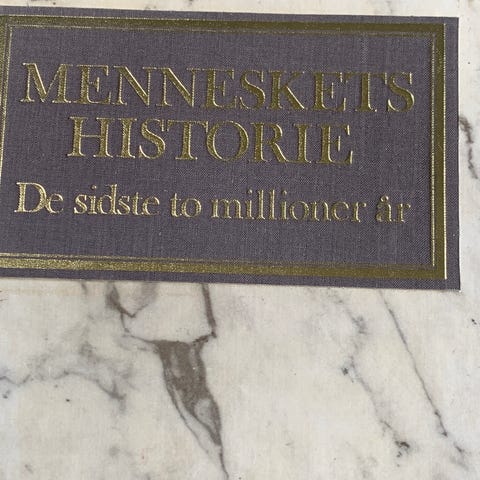 MENNESKETS
HISTORIE
De sidste to millioner år